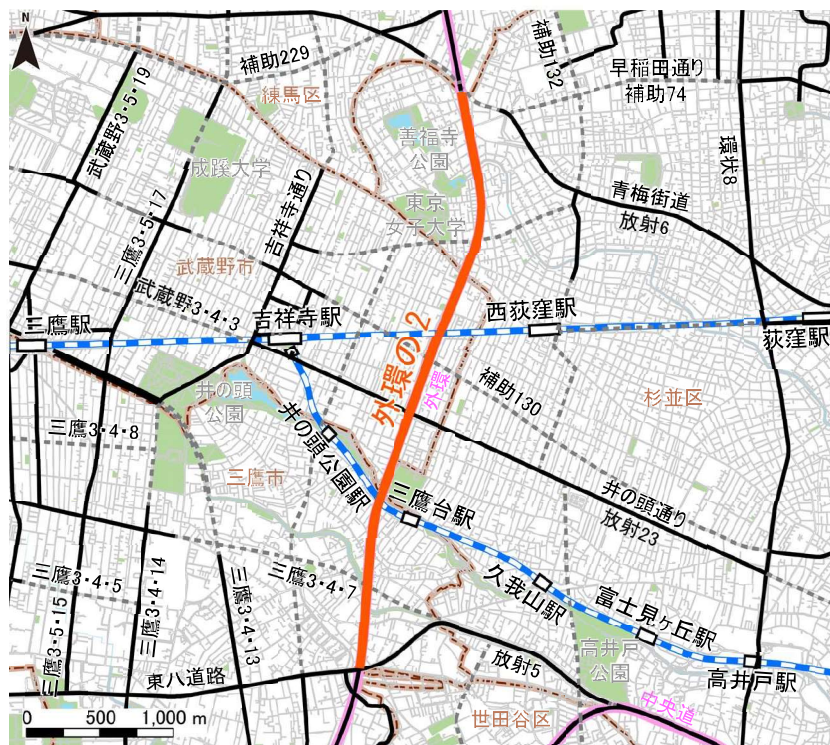 N
補助229
補助132
早稲田通り
補助74
練馬区
武蔵野3・5・19
善福寺
公園
成蹊大学
環状8
吉祥寺通り
東京
女子大学
青梅街道
放射6
三鷹3・5・17
武蔵野市
武蔵野3・4・3
三鷹駅
吉祥寺駅
西荻窪駅
荻窪駅
外環の2
外環
井の頭
公園
補助130
杉並区
三鷹3・4・8
井の頭公園駅
三鷹市
三鷹台駅
井の頭通り
放射23
三鷹3・4・5
三鷹3・4・14
三鷹3・4・7
久我山駅
富士見ヶ丘駅
三鷹3・5・15
三鷹3・4・13
高井戸
公園
東八道路
放射5
高井戸駅
中央道
世田谷区
0 500 1,000 m